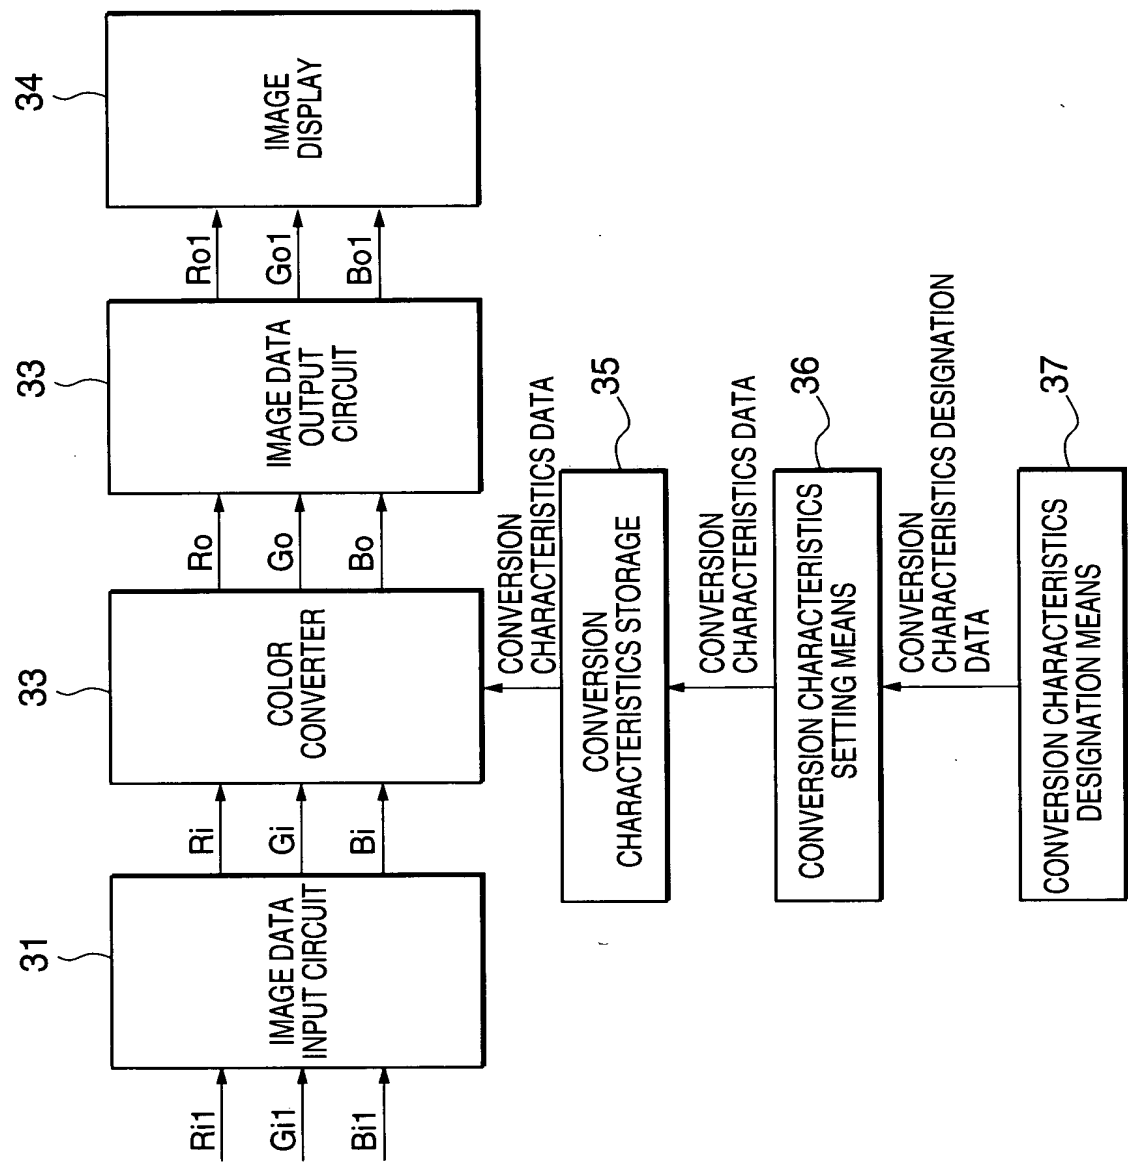 31
33
33
34
Ri1
Gi1
Bi1
IMAGE DATA
INPUT CIRCUIT
Ri
Gi
Bi
COLOR
CONVERTER
Ro
Go
Bo
IMAGE DATA
OUTPUT
CIRCUIT
Ro1
Go1
Bo1
IMAGE
DISPLAY
CONVERSION
CHARACTERISTICS DATA
35
CONVERSION
CHARACTERISTICS STORAGE
CONVERSION
CHARACTERISTICS DATA
36
CONVERSION CHARACTERISTICS
SETTING MEANS
CONVERSION
CHARACTERISTICS DESIGNATION
DATA
37
CONVERSION CHARACTERISTICS
DESIGNATION MEANS